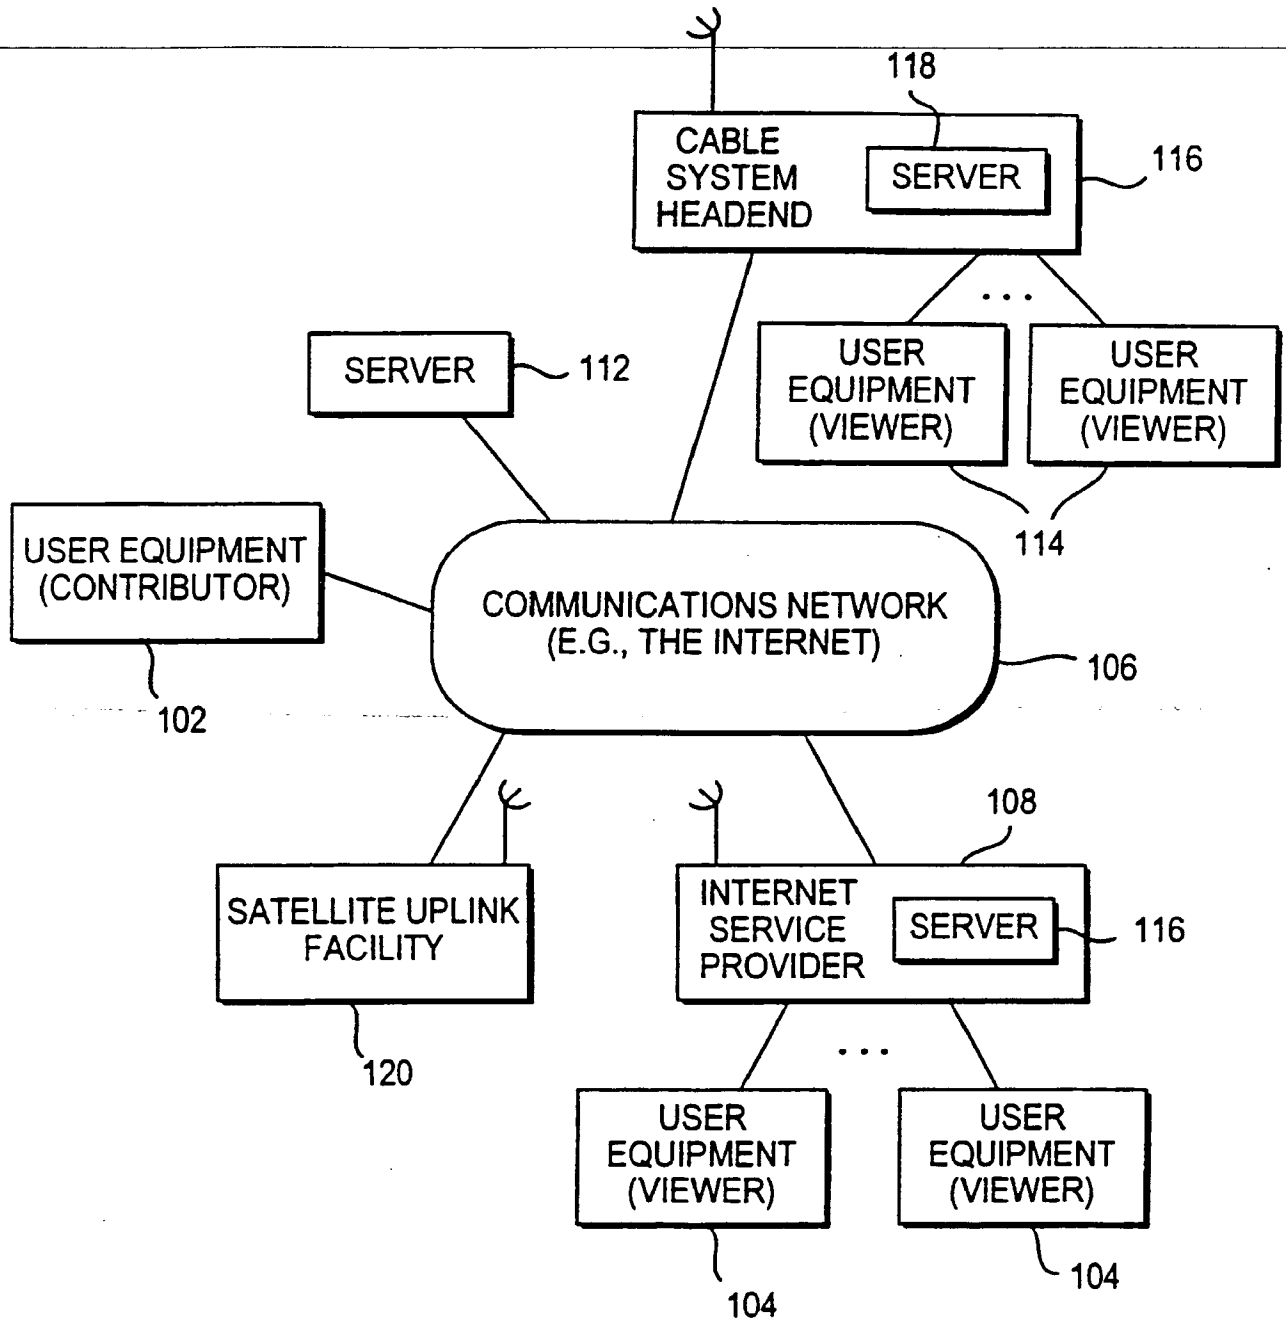 118
CABLE
SYSTEM
HEADEND
SERVER
116
. . .
USER
EQUIPMENT
(VIEWER)
USER
EQUIPMENT
(VIEWER)
114
SERVER
112
USER EQUIPMENT
(CONTRIBUTOR)
102
COMMUNICATIONS NETWORK
(E.G., THE INTERNET)
106
SATELLITE UPLINK
FACILITY
120
108
INTERNET
SERVICE
PROVIDER
SERVER
116
. . .
USER
EQUIPMENT
(VIEWER)
104
USER
EQUIPMENT
(VIEWER)
104